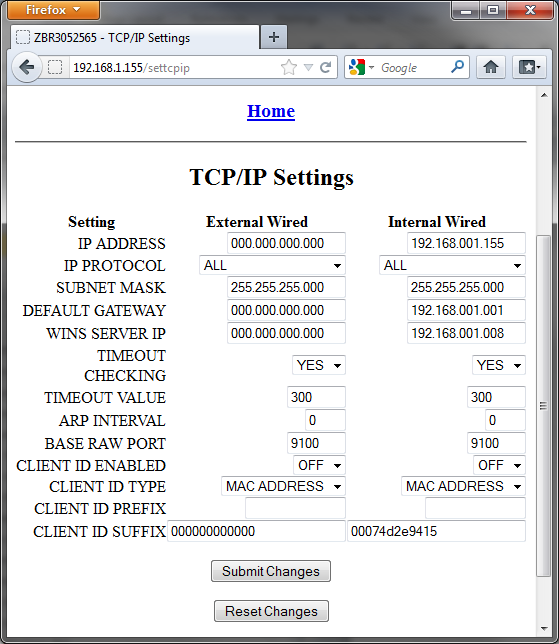 Firefox
ZBR3052565 - TCP/IP Settings
192.168.1.155/settcpip
Google
Home
TCP/IP Settings
Setting External Wired Internal Wired
IP ADDRESS 000.000.000.000 192.168.001.155
IP PROTOCOL ALL ALL
SUBNET MASK 255.255.255.000 255.255.255.000
DEFAULT GATEWAY 000.000.000.000 192.168.001.001
WINS SERVER IP 000.000.000.000 192.168.001.008
TIMEOUT
CHECKING YES YES
TIMEOUT VALUE 300 300
ARP INTERVAL 0 0
BASE RAW PORT 9100 9100
CLIENT ID ENABLED OFF OFF
CLIENT ID TYPE MAC ADDRESS MAC ADDRESS
CLIENT ID PREFIX
CLIENT ID SUFFIX 000000000000 00074d2e9415
Submit Changes
Reset Changes